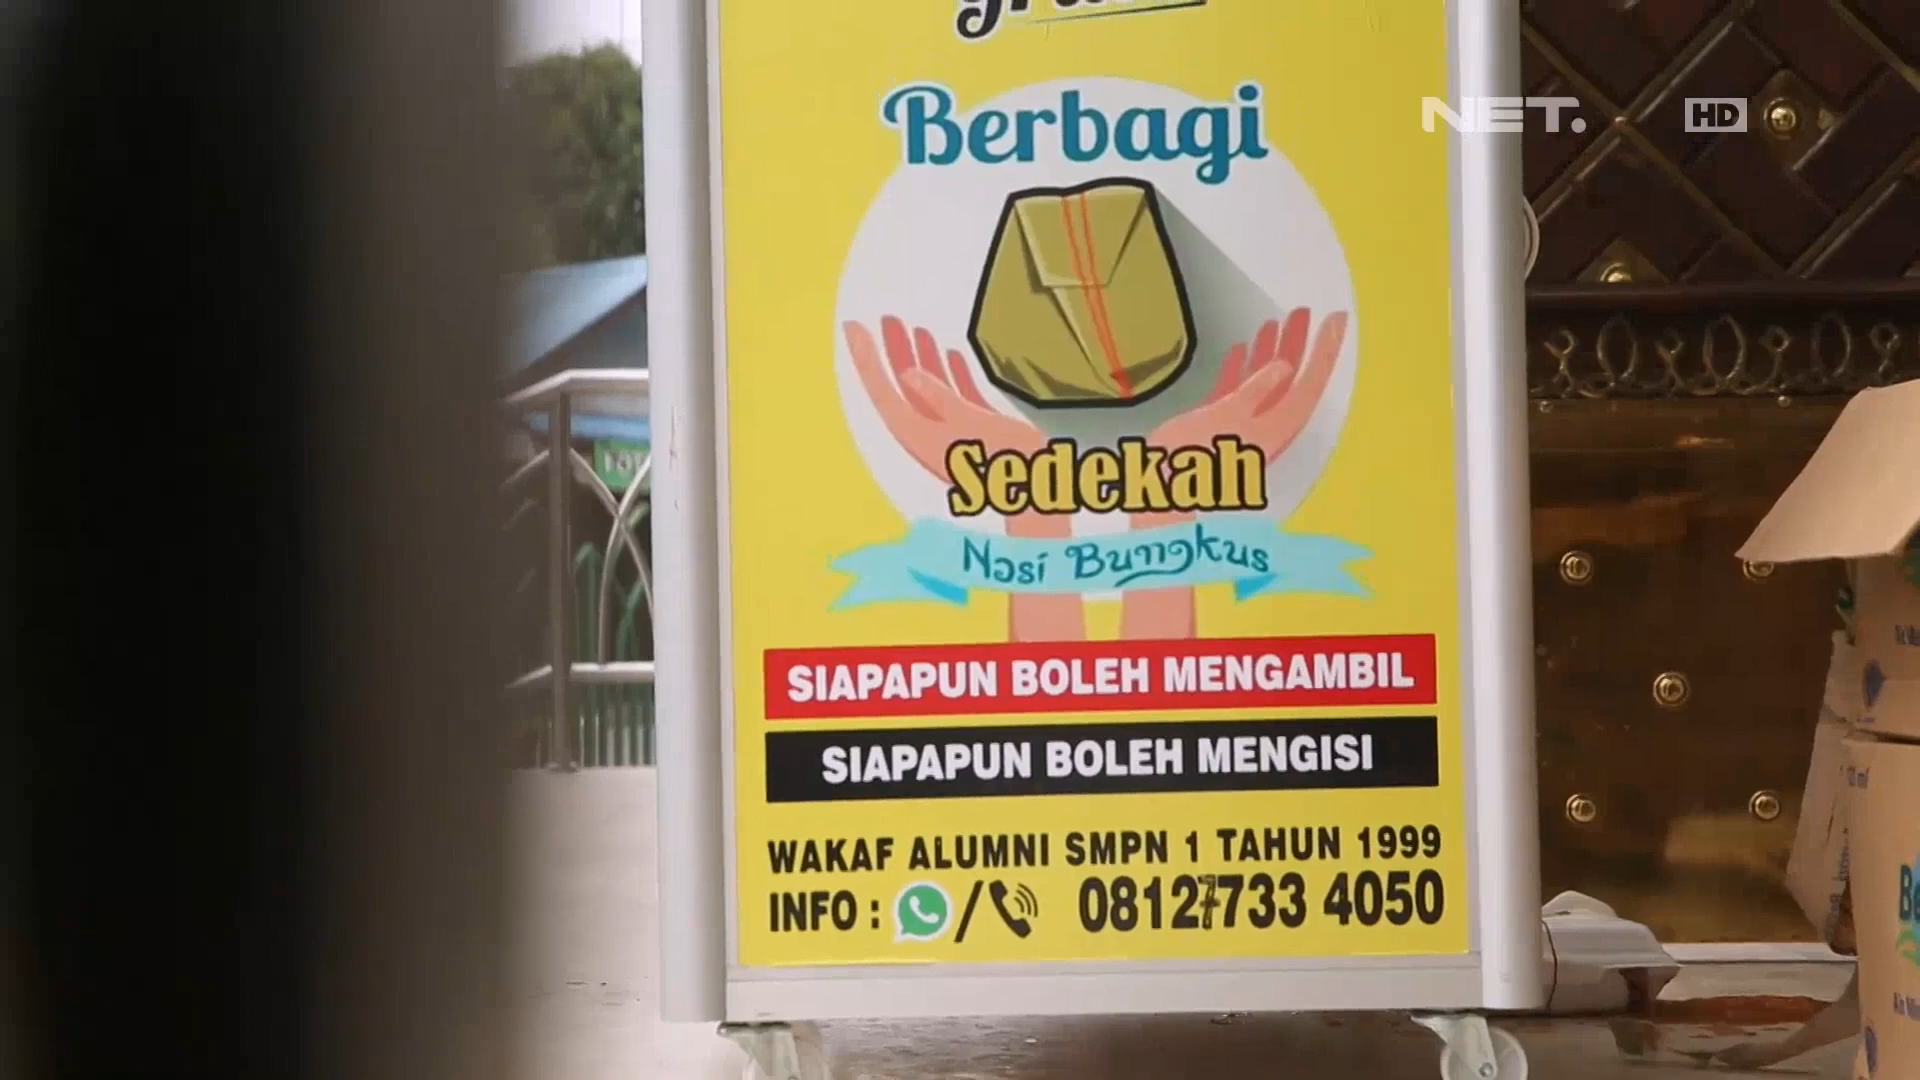 Berbagi
NET. HD
Sedekah
Nasi Bungkus
SIAPAPUN BOLEH MENGAMBIL
SIAPAPUN BOLEH MENGISI
WAKAF ALUMNI SMPN 1 TAHUN 1999
INFO : / 08127733 4050